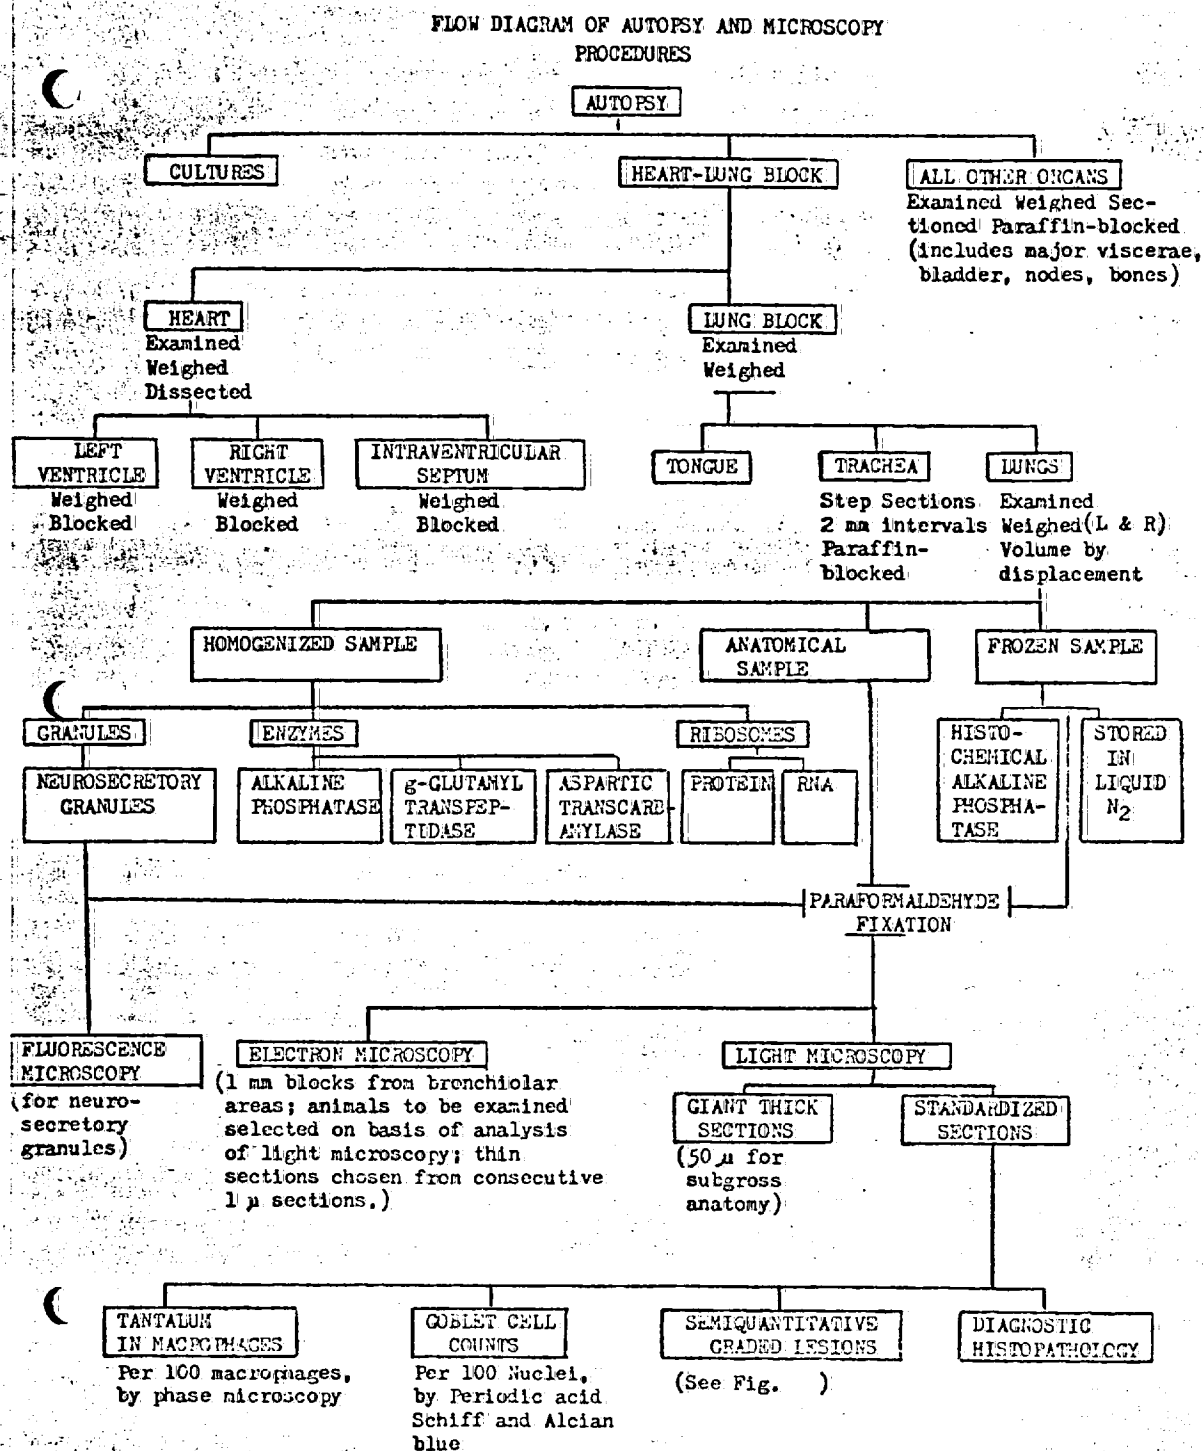 FLOW DIAGRAM OF AUTOPSY AND MICROSCOPY
PROCEDURES
AUTOPSY
CULTURES
HEART-LUNG BLOCK
ALL OTHER ORGANS
Examined Weighed Sec-
tioned Paraffin-blocked
(includes major viscerae,
bladder, nodes, bones)
HEART
Examined
Weighed
Dissected
LUNG BLOCK
Examined
Weighed
LEFT
VENTRICLE
Weighed
Blocked
RIGHT
VENTRICLE
Weighed
Blocked
INTRAVENTRICULAR
SEPTUM
Weighed
Blocked
TONGUE
TRACHEA
Step Sections
2 mm intervals
Paraffin-
blocked
LUNGS
Examined
Weighed(L & R)
Volume by
displacement
HOMOGENIZED SAMPLE
ANATOMICAL
SAMPLE
FROZEN SAMPLE
GRANULES
ENZYMES
RIBOSOMES
NEUROSECRETORY
GRANULES
ALKALINE
PHOSPHATASE
g-GLUTAMYL
TRANSPEP-
TIDASE
ASPARTIC
TRANSCARB-
AMYLASE
PROTEIN
RNA
HISTO-
CHEMICAL
ALKALINE
PHOSPHA-
TASE
STORED
IN
LIQUID
N2
PARAFORMALDEHYDE
FIXATION
FLUORESCENCE
MICROSCOPY
(for neuro-
secretory
granules)
ELECTRON MICROSCOPY
(1 mm blocks from bronchiolar
areas; animals to be examined
selected on basis of analysis
of light microscopy; thin
sections chosen from consecutive
1 µ sections.)
LIGHT MICROSCOPY
GIANT THICK
SECTIONS
(50 µ for
subgross
anatomy)
STANDARDIZED
SECTIONS
TANTALUM
IN MACROPHAGES
Per 100 macrophages,
by phase microscopy
GOBLET CELL
COUNTS
Per 100 Nuclei,
by Periodic acid
Schiff and Alcian
blue
SEMIQUANTITATIVE
GRADED LESIONS
(See Fig. )
DIAGNOSTIC
HISTOPATHOLOGY